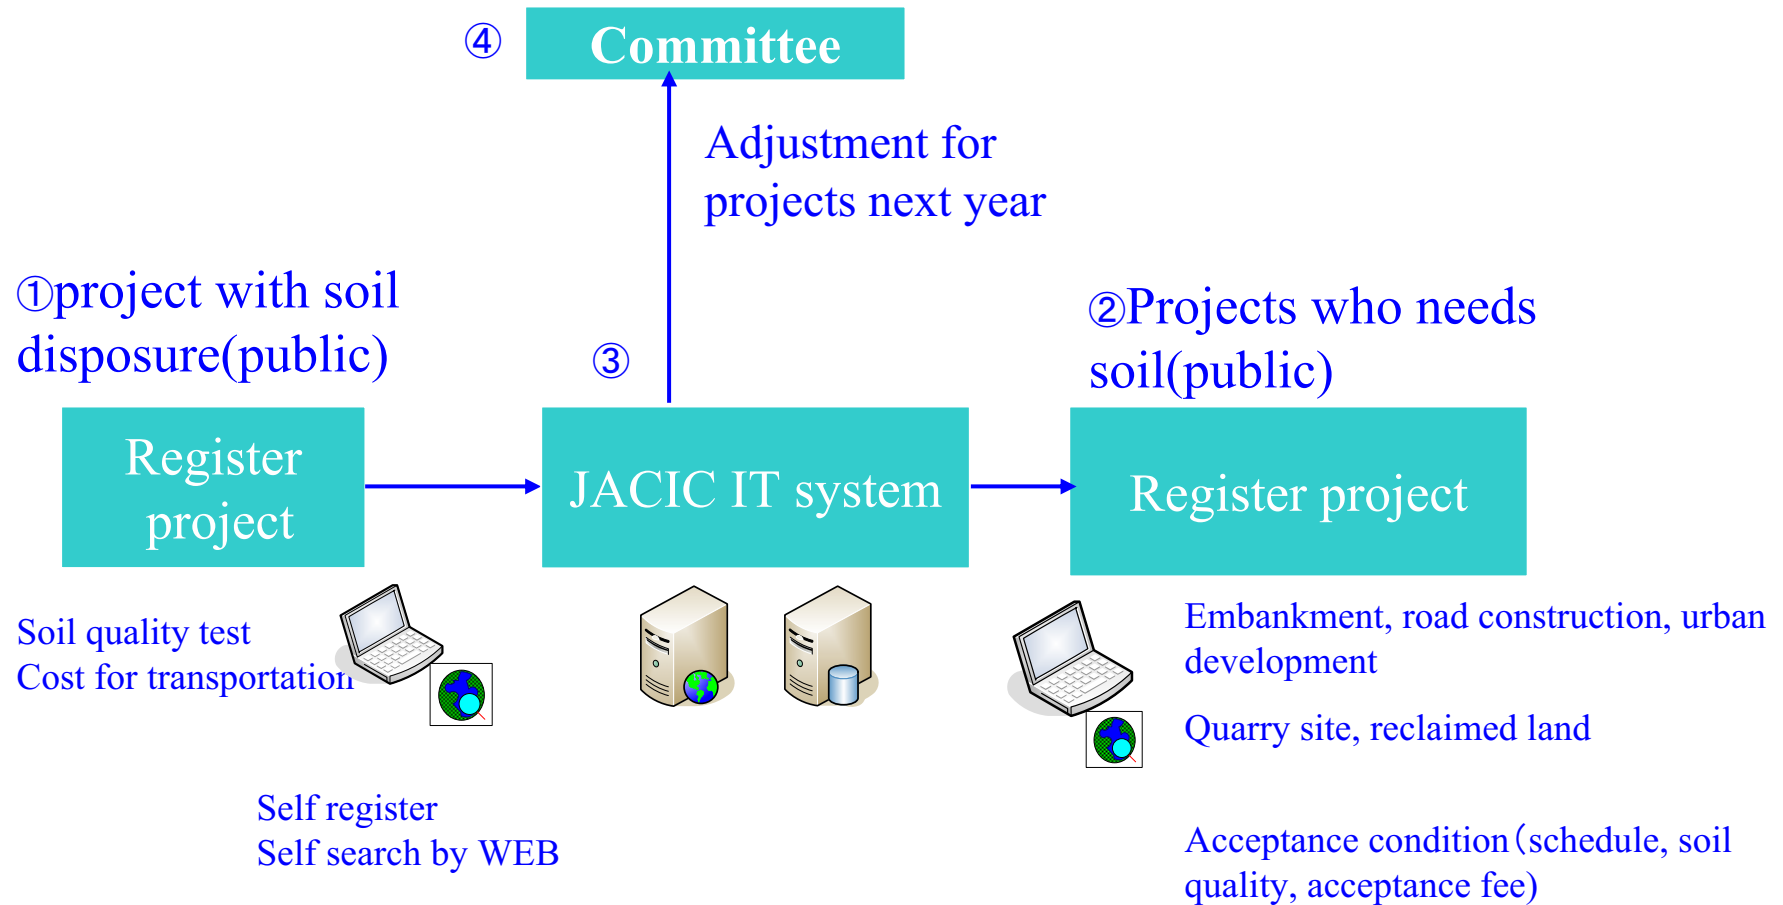 ④
Committee
Adjustment for
projects next year
①project with soil
disposure(public)
③
②Projects who needs
soil(public)
Register
project
JACIC IT system
Register project
Soil quality test
Cost for transportation
Embankment, road construction, urban
development
Quarry site, reclaimed land
Self register
Self search by WEB
Acceptance condition（schedule, soil
quality, acceptance fee)